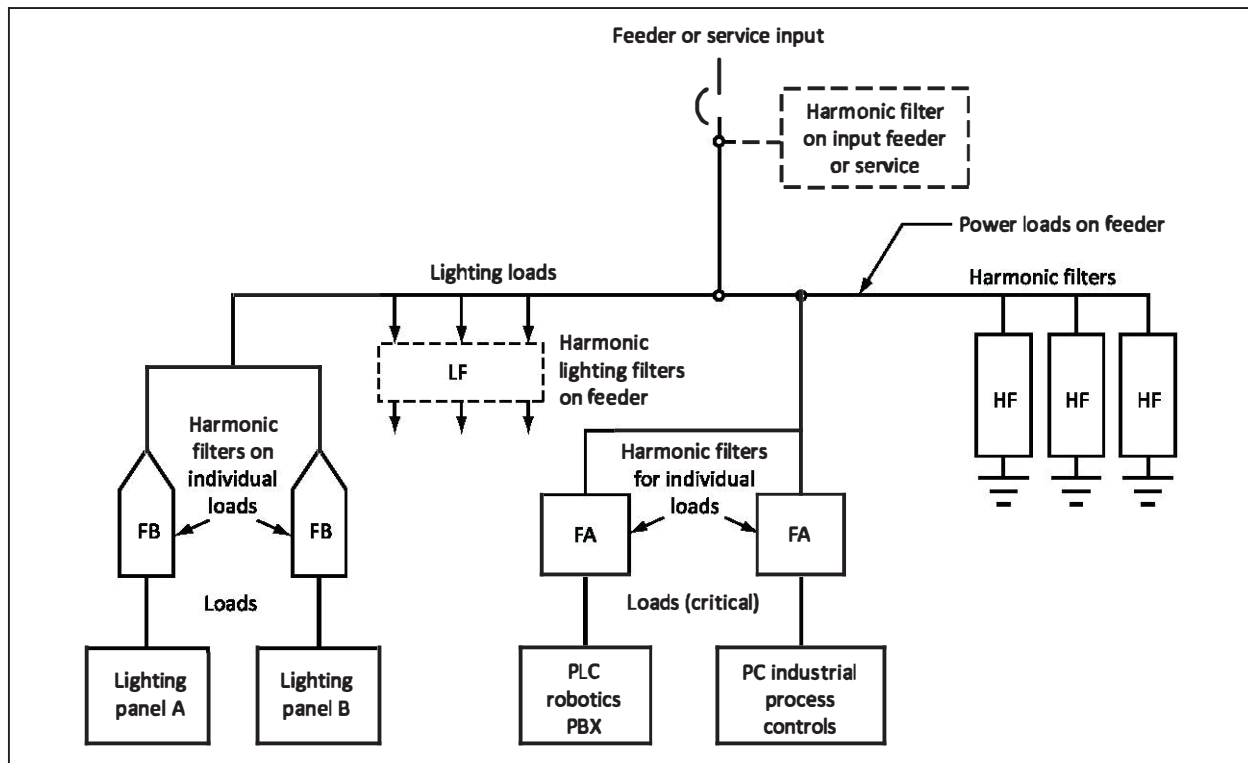 Feeder or service input
Harmonic filter
on input feeder
or service
Power loads on feeder
Lighting loads
Harmonic filters
Harmonic
lighting filters
on feeder
LF
HF
HF
HF
Harmonic
filters on
individual
loads
Harmonic filters
for individual
loads
FB
FB
FA
FA
Loads
Loads (critical)
Lighting
panel A
Lighting
panel B
PLC
robotics
PBX
PC industrial
process
controls